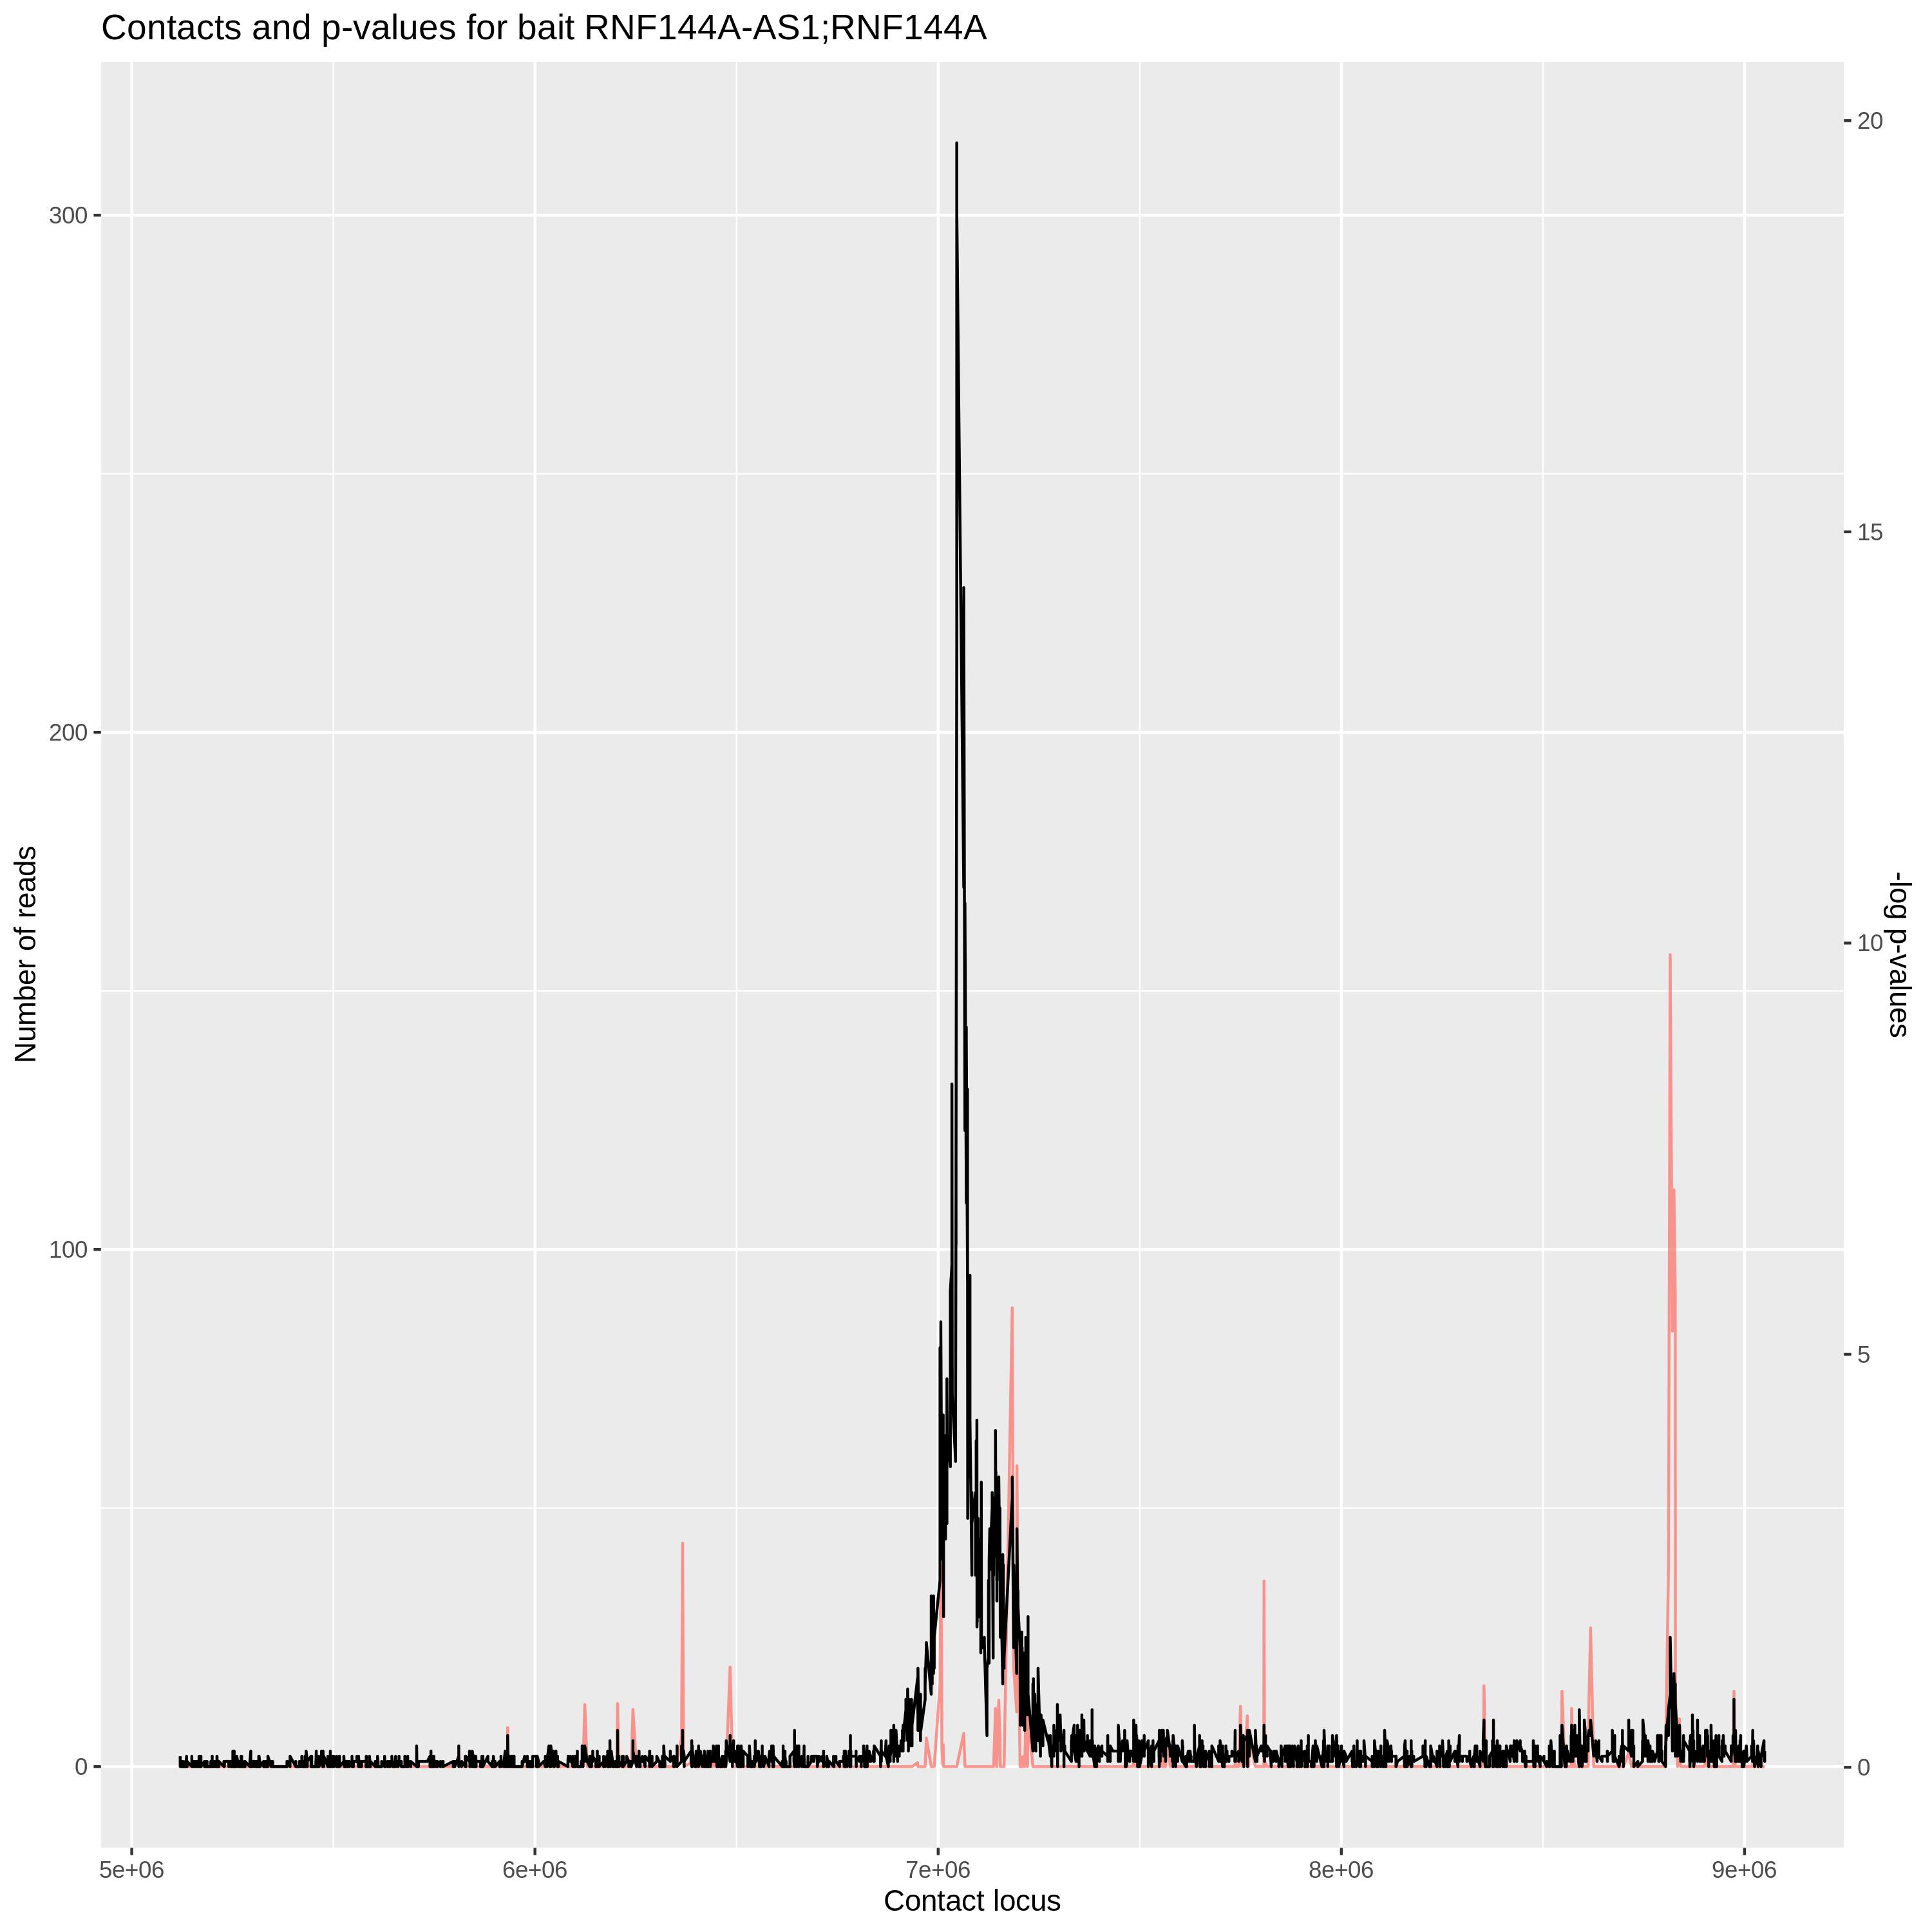 Contacts and p-values for bait RNF144A-AS1;RNF144A
20
300
15
200
Number of reads
-log p-values
10
100
5
0
0
5e+06
6e+06
7e+06
8e+06
9e+06
Contact locus